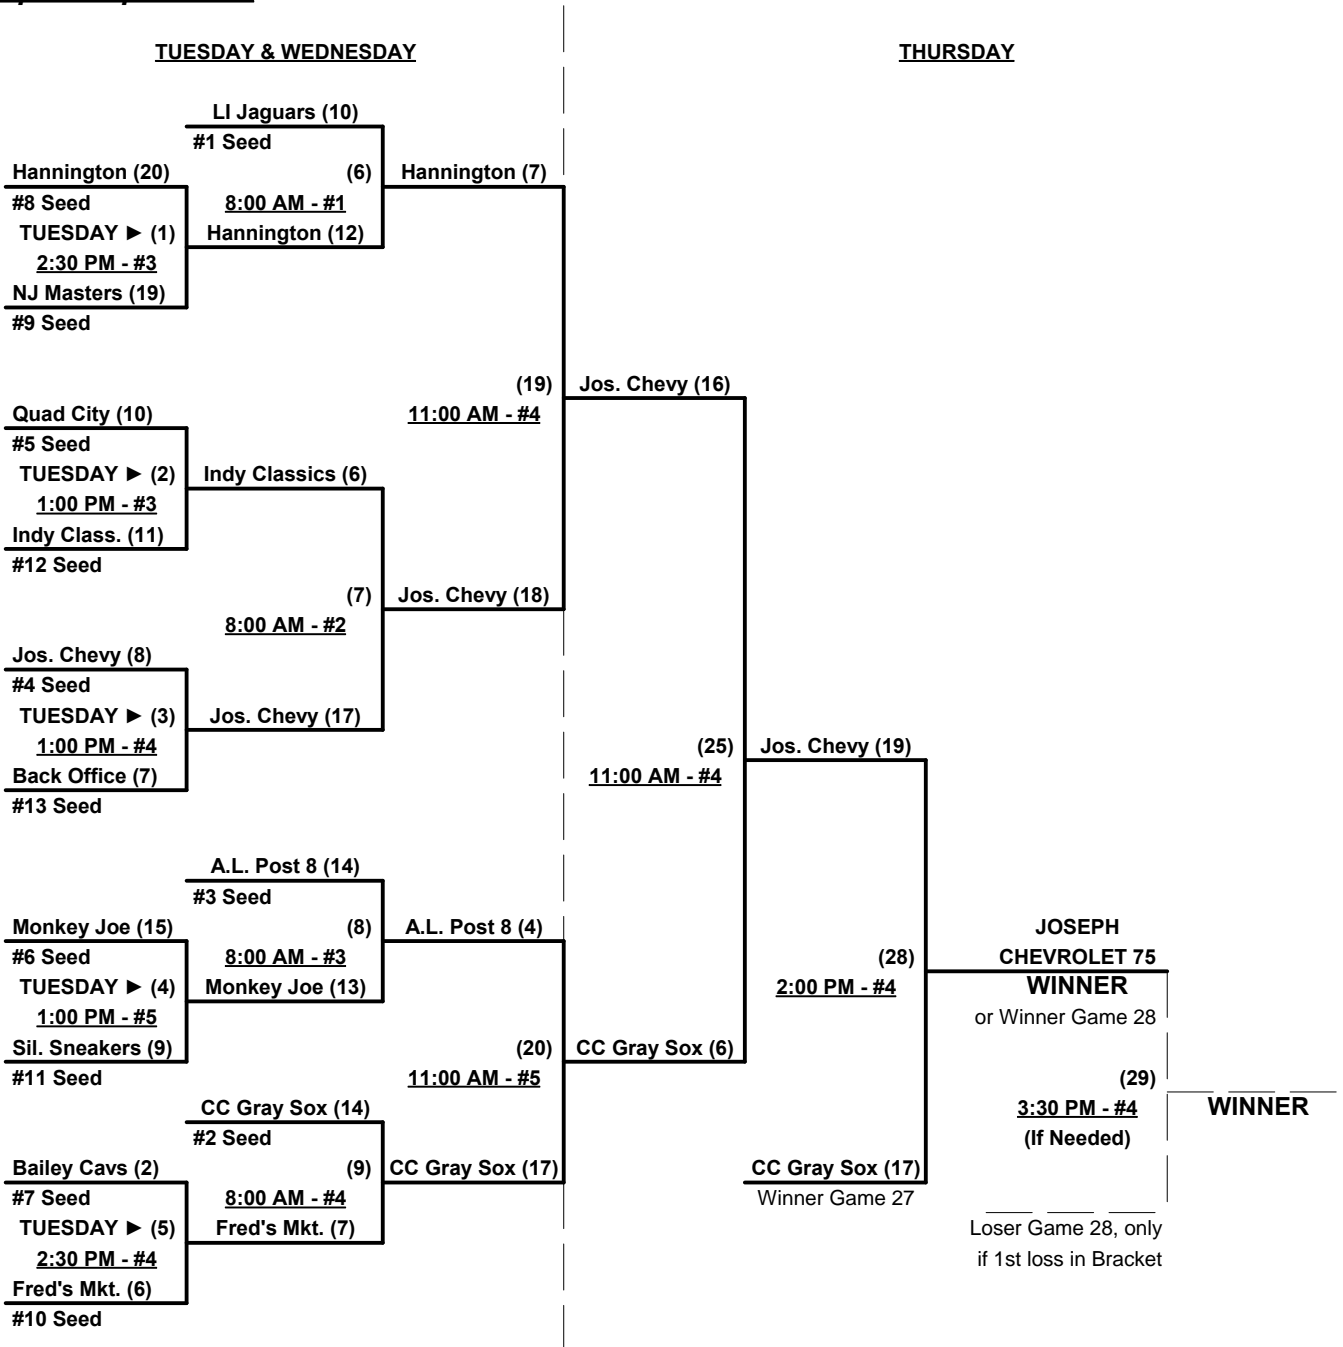 TUESDAY & WEDNESDAY
THURSDAY
LI Jaguars (10)
#1 Seed
Hannington (20)
(6)
Hannington (7)
#8 Seed
8:00 AM - #1
TUESDAY ► (1)
Hannington (12)
2:30 PM - #3
NJ Masters (19)
#9 Seed
(19)
Jos. Chevy (16)
Quad City (10)
11:00 AM - #4
#5 Seed
TUESDAY ► (2)
Indy Classics (6)
1:00 PM - #3
Indy Class. (11)
#12 Seed
(7)
Jos. Chevy (18)
8:00 AM - #2
Jos. Chevy (8)
#4 Seed
TUESDAY ► (3)
Jos. Chevy (17)
1:00 PM - #4
(25)
Jos. Chevy (19)
Back Office (7)
11:00 AM - #4
#13 Seed
A.L. Post 8 (14)
#3 Seed
Monkey Joe (15)
(8)
A.L. Post 8 (4)
JOSEPH
#6 Seed
8:00 AM - #3
(28)
CHEVROLET 75
TUESDAY ► (4)
Monkey Joe (13)
2:00 PM - #4
WINNER
1:00 PM - #5
or Winner Game 28
Sil. Sneakers (9)
(20)
CC Gray Sox (6)
#11 Seed
11:00 AM - #5
(29)
CC Gray Sox (14)
3:30 PM - #4
WINNER
#2 Seed
(If Needed)
Bailey Cavs (2)
(9)
CC Gray Sox (17)
CC Gray Sox (17)
#7 Seed
8:00 AM - #4
Winner Game 27
TUESDAY ► (5)
Fred's Mkt. (7)
Loser Game 28, only
2:30 PM - #4
if 1st loss in Bracket
Fred's Mkt. (6)
#10 Seed